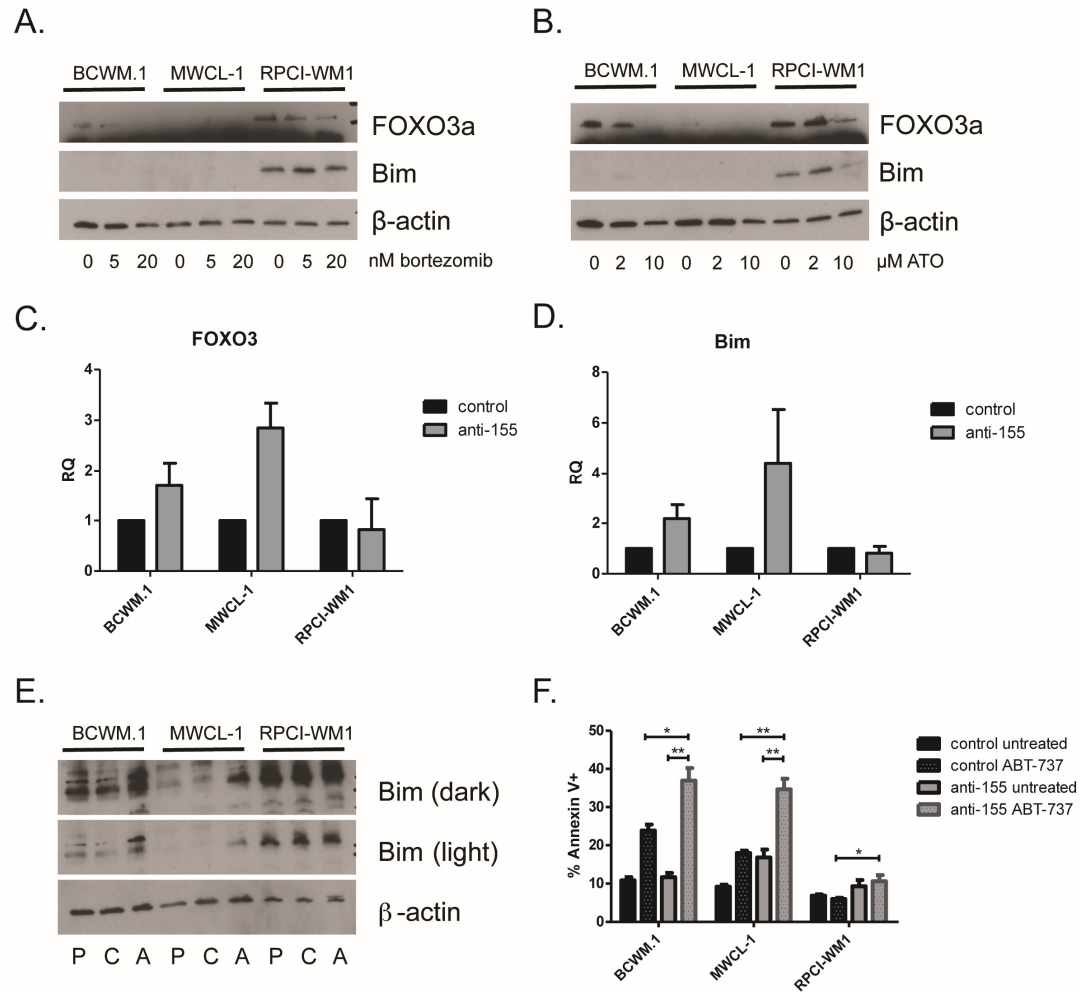 A.
BCWM.1 MWCL-1 RPCI-WM1
FOXO3a
Bim
β-actin
0 5 20 0 5 20 0 5 20 nM bortezomib
B.
BCWM.1 MWCL-1 RPCI-WM1
FOXO3a
Bim
β-actin
0 2 10 0 2 10 0 2 10 µM ATO
C.
FOXO3
4
3
2
1
0
RQ
BCWM.1
MWCL-1
RPCI-WM1
control
anti-155
D.
Bim
8
6
4
2
0
RQ
BCWM.1
MWCL-1
RPCI-WM1
control
anti-155
E.
BCWM.1 MWCL-1 RPCI-WM1
Bim (dark)
Bim (light)
β-actin
P C A P C A P C A
F.
50
40
30
20
10
0
% Annexin V+
* ** ** ** *
BCWM.1
MWCL-1
RPCI-WM1
control untreated
control ABT-737
anti-155 untreated
anti-155 ABT-737